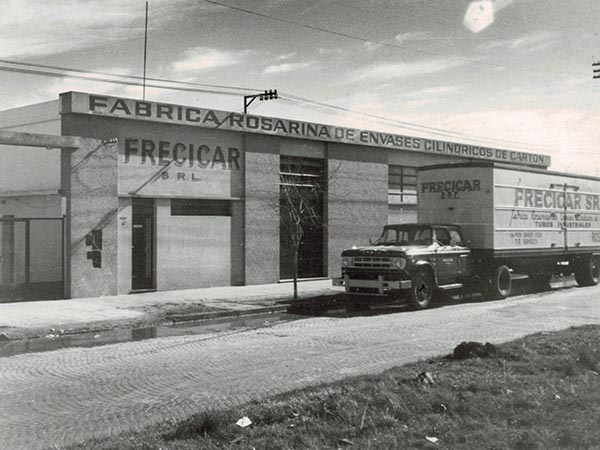 FABRICA ROSARINA DE ENVASES CILINDRICOS DE CARTON
FRECICAR
S R L.
FRECICAR
S.R.L.
FRECICAR SR
TUBOS INDUSTRIALES